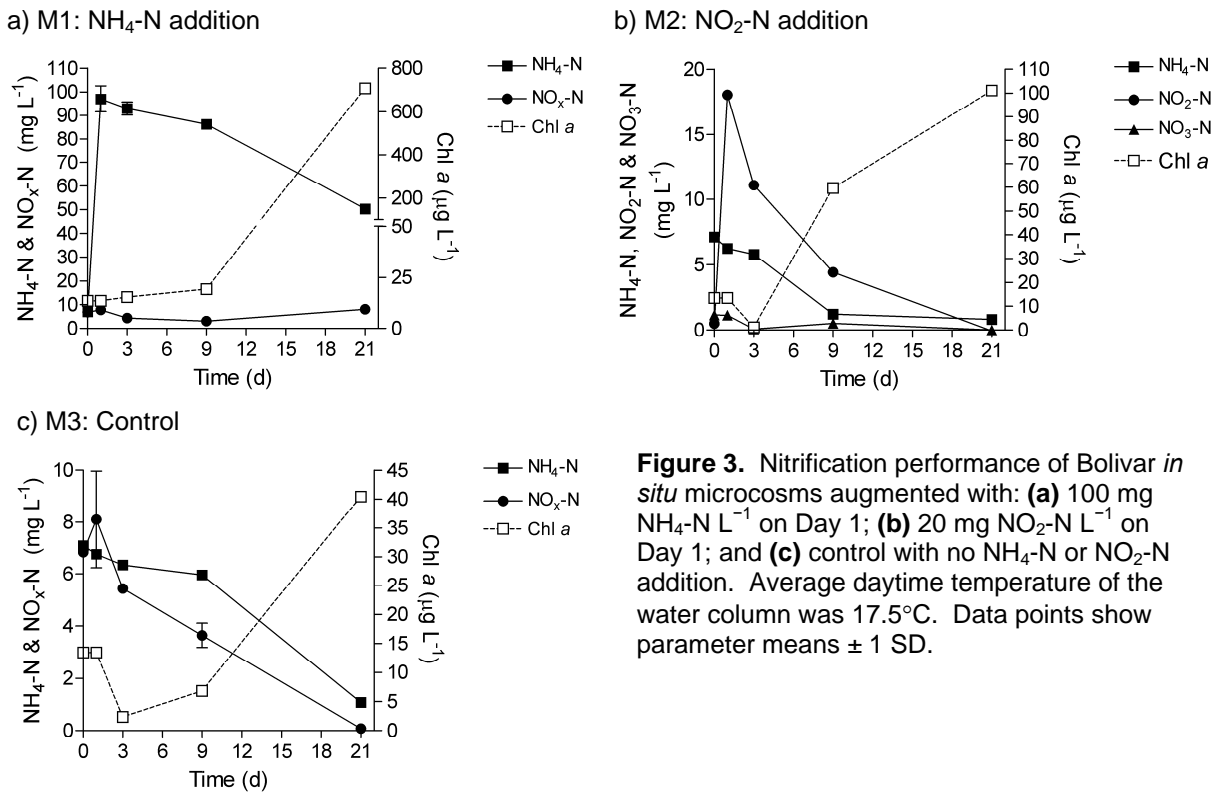 a) M1: NH₄-N addition
110
100
90
80
70
60
50
40
30
20
10
0
NH₄-N & NOₓ-N (mg L⁻¹)
800
600
400
200
50
25
0
Chl a (µg L⁻¹)
0 3 6 9 12 15 18 21
Time (d)
NH₄-N
NOₓ-N
Chl a
b) M2: NO₂-N addition
20
15
10
5
0
NH₄-N, NO₂-N & NO₃-N
(mg L⁻¹)
110
100
90
80
70
60
50
40
30
20
10
0
Chl a (µg L⁻¹)
0 3 6 9 12 15 18 21
Time (d)
NH₄-N
NO₂-N
NO₃-N
Chl a
c) M3: Control
10
8
6
4
2
0
NH₄-N & NOₓ-N (mg L⁻¹)
45
40
35
30
25
20
15
10
5
0
Chl a (µg L⁻¹)
0 3 6 9 12 15 18 21
Time (d)
NH₄-N
NOₓ-N
Chl a
Figure 3. Nitrification performance of Bolivar in
situ microcosms augmented with: (a) 100 mg
NH₄-N L⁻¹ on Day 1; (b) 20 mg NO₂-N L⁻¹ on
Day 1; and (c) control with no NH₄-N or NO₂-N
addition. Average daytime temperature of the
water column was 17.5°C. Data points show
parameter means ± 1 SD.